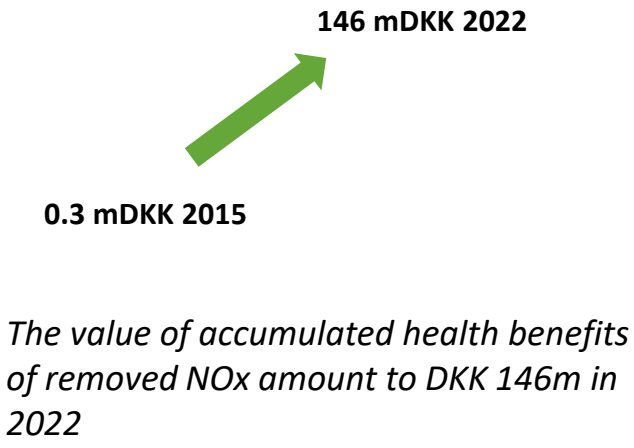 146 mDKK 2022
0.3 mDKK 2015
The value of accumulated health benefits
of removed NOx amount to DKK 146m in
2022